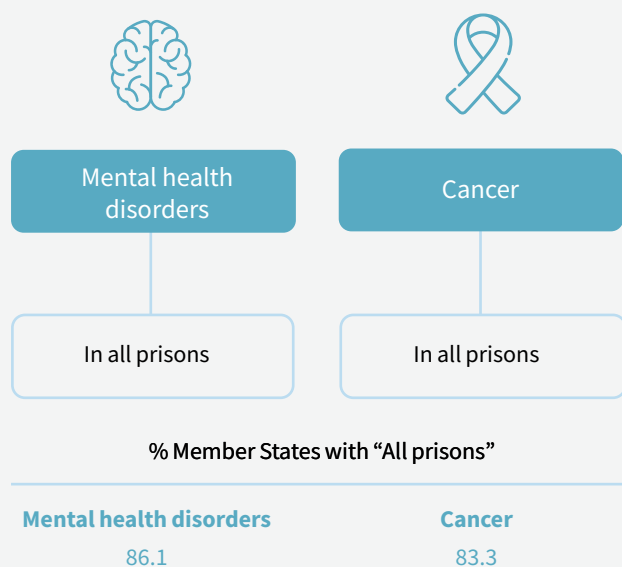 Mental health
disorders
Cancer
In all prisons
In all prisons
% Member States with “All prisons”
Mental health disorders
Cancer
86.1
83.3